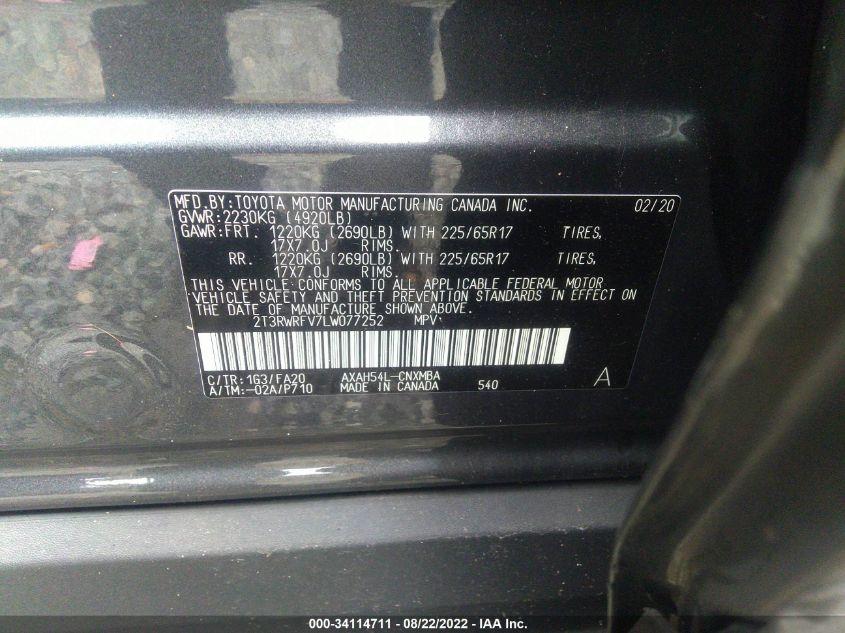 MFD. BY: TOYOTA MOTOR MANUFACTURING CANADA INC. 02/20
GVWR: 2230KG (4920LB)
GAWR: FRT. 1220KG (2690LB) WITH 225/65R17 TIRES,
17X7.0J RIMS.
RR. 1220KG (2690LB) WITH 225/65R17 TIRES,
17X7.0J RIMS.
THIS VEHICLE CONFORMS TO ALL APPLICABLE FEDERAL MOTOR
VEHICLE SAFETY AND THEFT PREVENTION STANDARDS IN EFFECT ON
THE DATE OF MANUFACTURE SHOWN ABOVE.
2T3RWRFV7LW077252 MPV
C/TR: 1G3/FA20 AXAH54L-CNXMBA
A/TM: -02A/P710 MADE IN CANADA 540 A
000-34114711 - 08/22/2022 - IAA Inc.